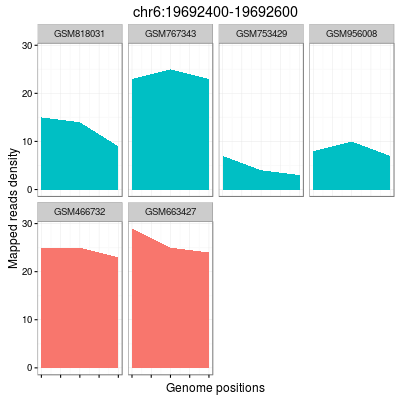 chr6:19692400-19692600
GSM818031 GSM767343 GSM753429 GSM956008
30
20
10
0
GSM466732 GSM663427
30
20
10
0
Mapped reads density
Genome positions